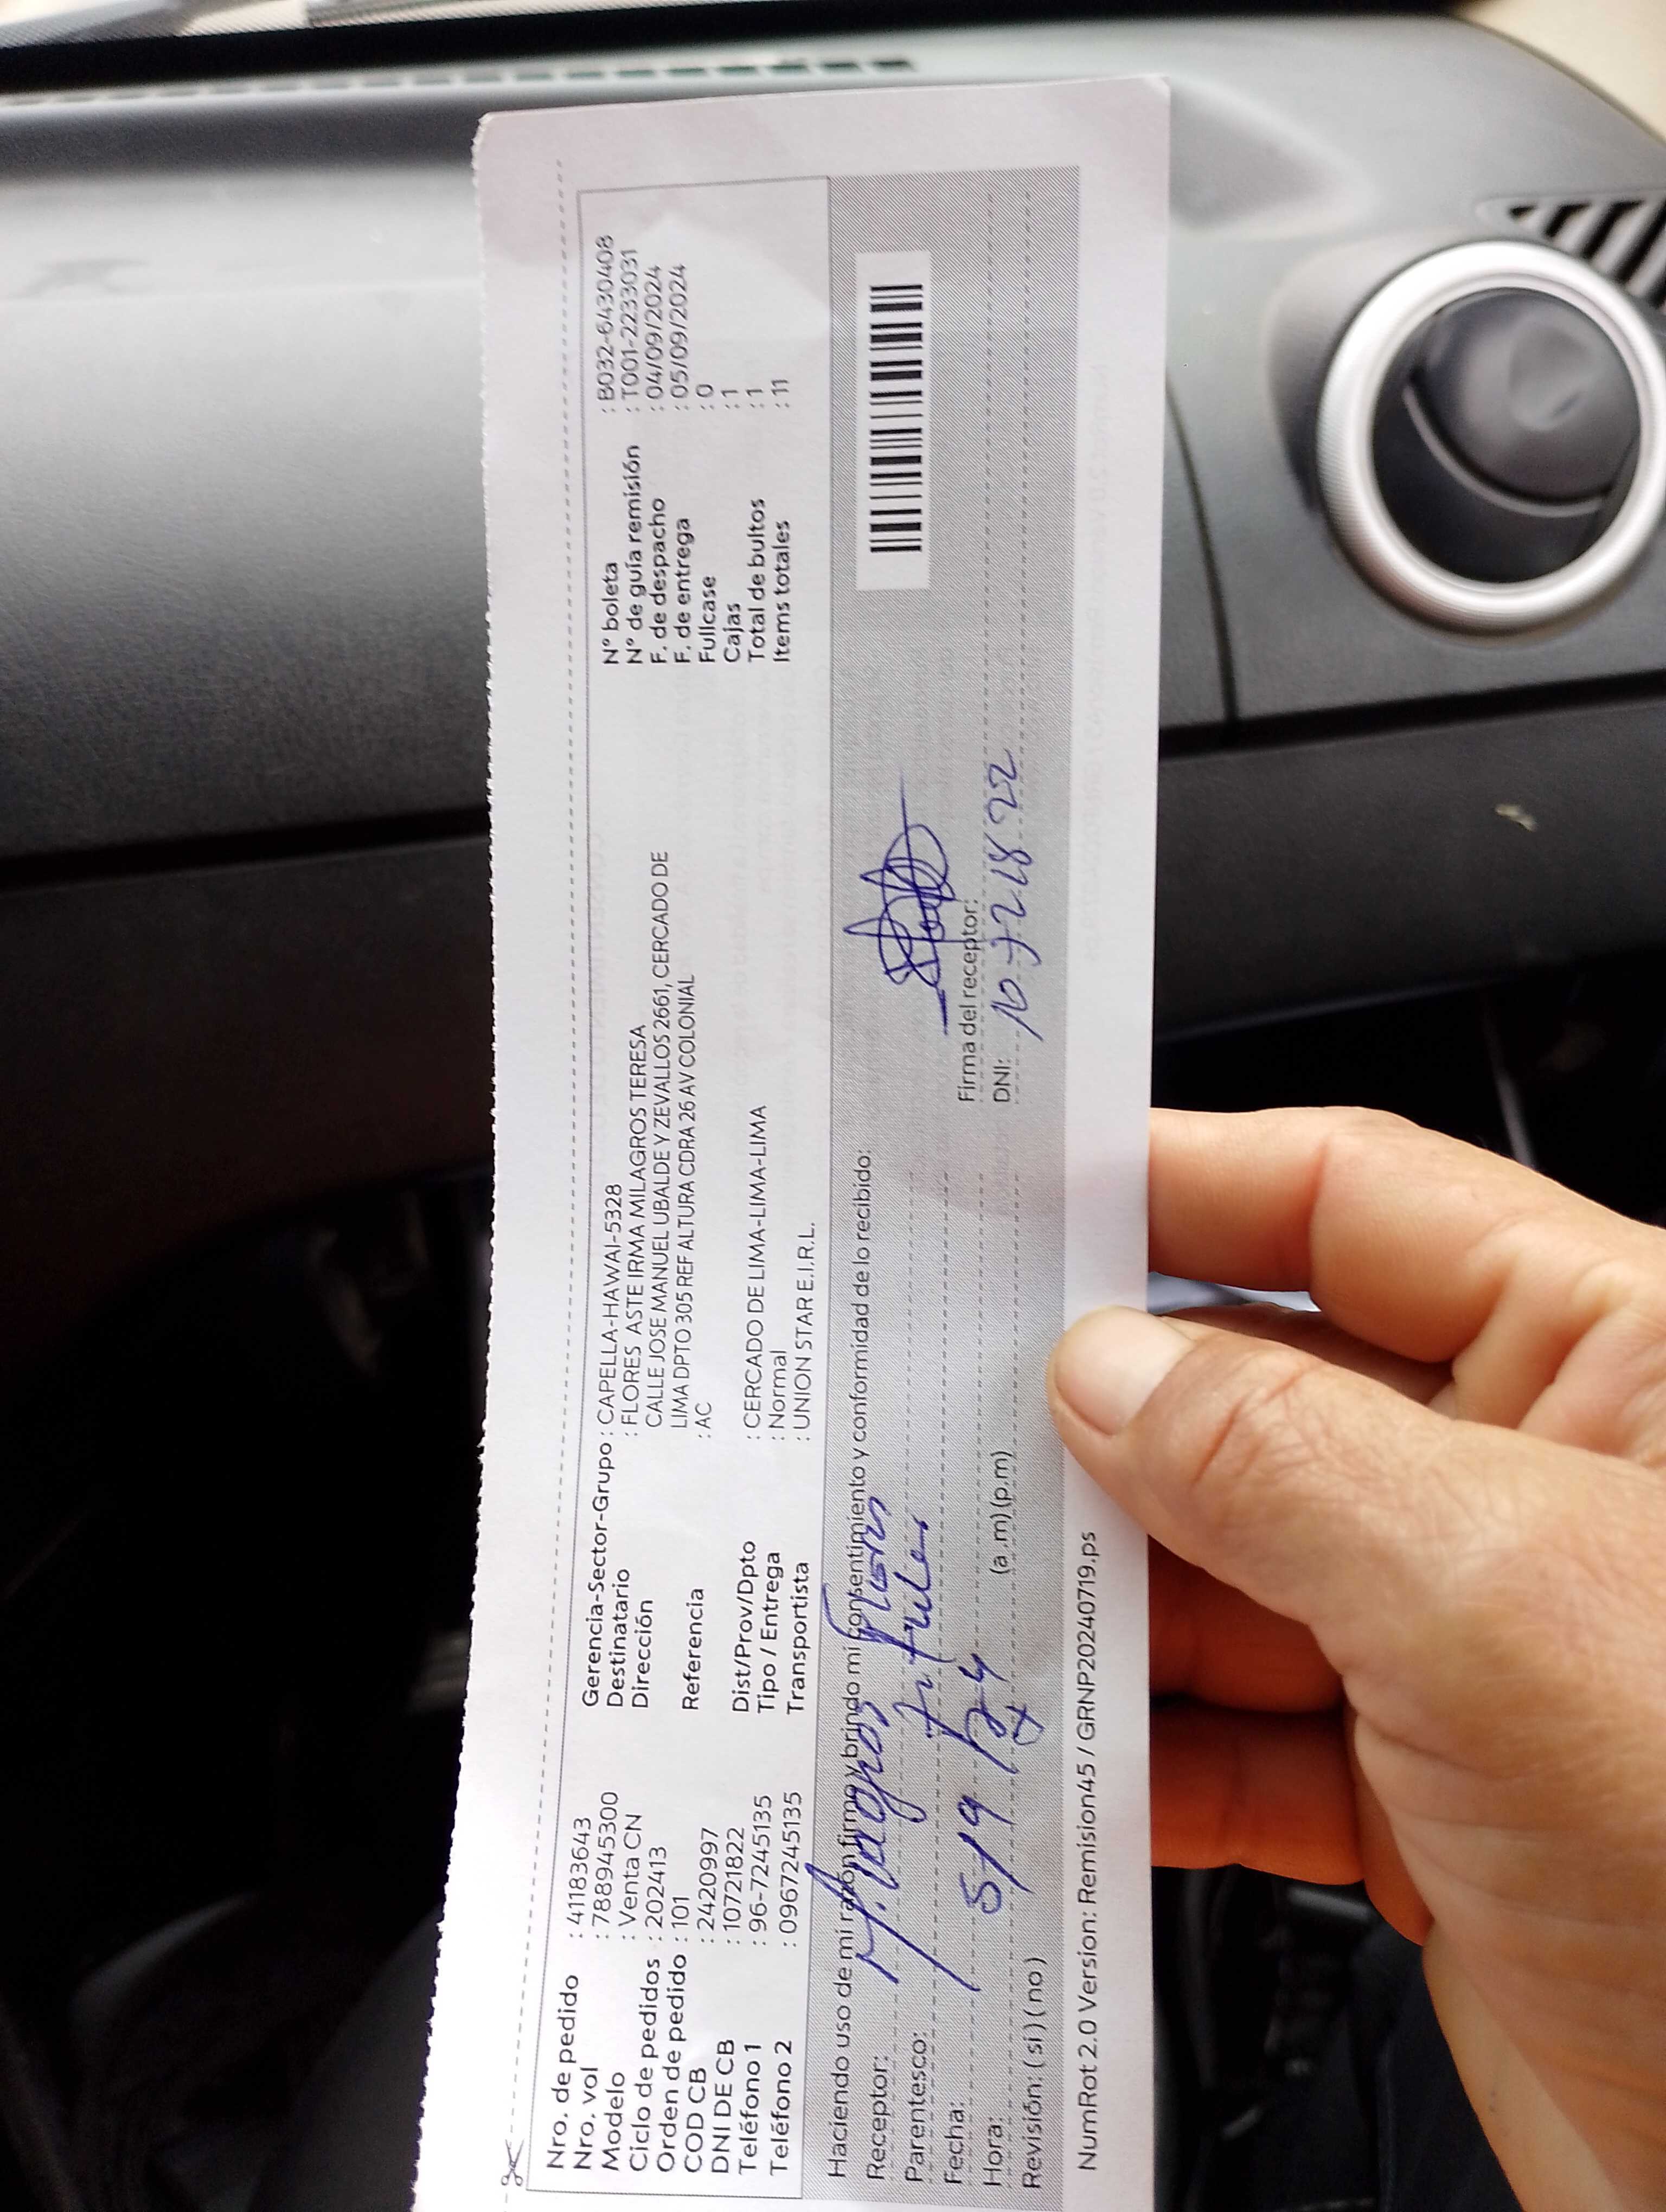 Nro. de pedido : 41183643
Nro. vol : 788945300
Modelo : Venta CN
Ciclo de pedidos : 202413
Orden de pedido : 101
COD CB : 24209​97
DNI DE CB : 10721822
Teléfono 1 : 96-7245135
Teléfono 2 : 0967245135
Gerencia-Sector-Grupo : CAPELLA-HAWAI-5328
Destinatario : FLORES ASTE IRMA MILAGROS TERESA
Dirección CALLE JOSE MANUEL UBALDE Y ZEVALLOS 2661, CERCADO DE
LIMA DPTO 305 REF ALTURA CDRA 26 AV COLONIAL
Referencia : AC
Dist/Prov/Dpto : CERCADO DE LIMA-LIMA-LIMA
Tipo / Entrega : Normal
Transportista : UNION STAR E.I.R.L.
N° boleta : B032-6430408
N° de guía remisión : T001-2233031
F. de despacho : 04/09/2024
F. de entrega : 05/09/2024
Fullcase : 0
Cajas : 1
Total de bultos : 1
Items totales : 11
Haciendo uso de mi razón firmo y brindo mi consentimiento y conformidad de lo recibido:
Receptor: Milagros Flores
Parentesco: Titular
Fecha: 5/9/24
Hora: (a.m) (p.m)
Revisión: ( si ) ( no )
Firma del receptor:
DNI: 10721822
NumRot 2.0 Version: Remision45 / GRNP20240719.ps